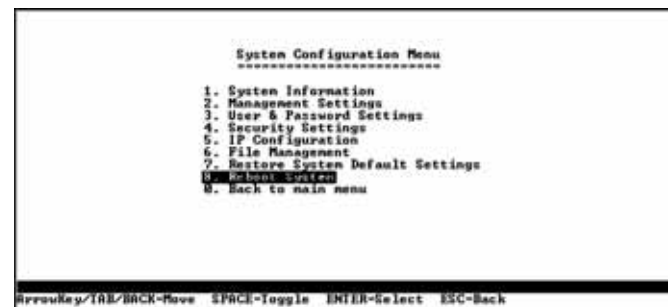 System Configuration Menu
==========================
1. System Information
2. Management Settings
3. User & Password Settings
4. Security Settings
5. IP Configuration
6. File Management
7. Restore System Default Settings
8. Reboot System
0. Back to main menu
ArrowKey/TAB/BACK-Move SPACE-Toggle ENTER-Select ESC-Back